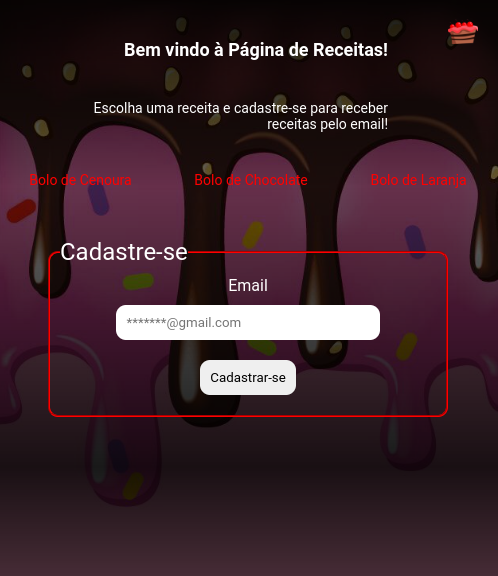 Bem vindo à Página de Receitas!
Escolha uma receita e cadastre-se para receber
receitas pelo email!
Bolo de Cenoura Bolo de Chocolate Bolo de Laranja
Cadastre-se
Email
*******@gmail.com
Cadastrar-se